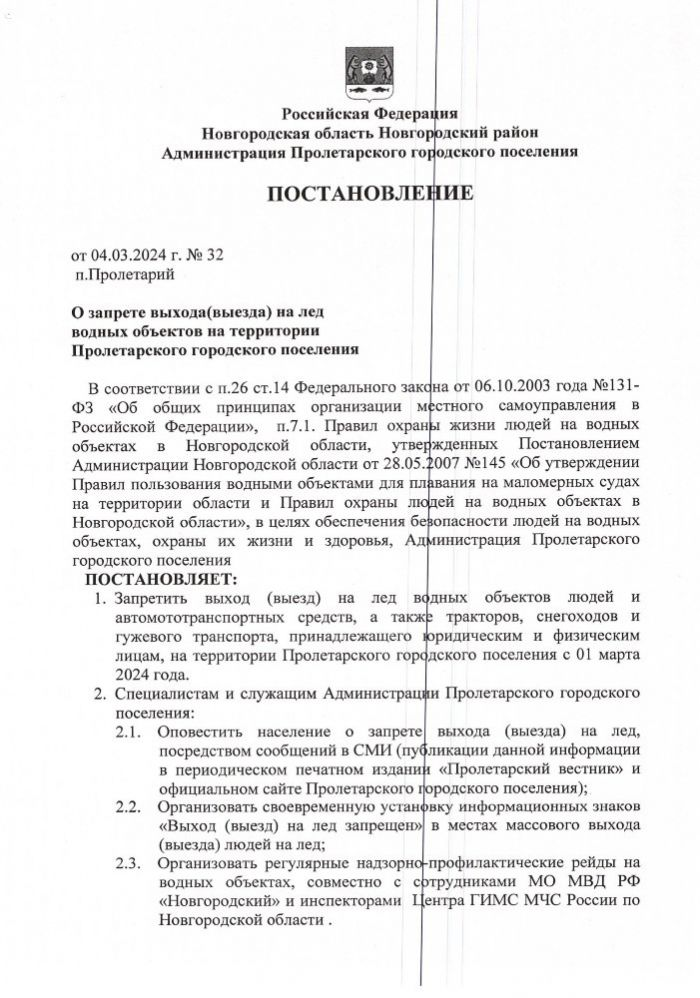 Российская Федерация
Новгородская область Новгородский район
Администрация Пролетарского городского поселения
ПОСТАНОВЛЕНИЕ
от 04.03.2024 г. № 32
п.Пролетарий
О запрете выхода(выезда) на лед
водных объектов на территории
Пролетарского городского поселения
В соответствии с п.26 ст.14 Федерального закона от 06.10.2003 года №131-
ФЗ «Об общих принципах организации местного самоуправления в
Российской Федерации», п.7.1. Правил охраны жизни людей на водных
объектах в Новгородской области, утвержденных Постановлением
Администрации Новгородской области от 28.05.2007 №145 «Об утверждении
Правил пользования водными объектами для плавания на маломерных судах
на территории области и Правил охраны людей на водных объектах в
Новгородской области», в целях обеспечения безопасности людей на водных
объектах, охраны их жизни и здоровья, Администрация Пролетарского
городского поселения
ПОСТАНОВЛЯЕТ:
1. Запретить выход (выезд) на лед водных объектов людей и
автомототранспортных средств, а также тракторов, снегоходов и
гужевого транспорта, принадлежащего юридическим и физическим
лицам, на территории Пролетарского городского поселения с 01 марта
2024 года.
2. Специалистам и служащим Администрации Пролетарского городского
поселения:
2.1. Оповестить население о запрете выхода (выезда) на лед,
посредством сообщений в СМИ (публикации данной информации
в периодическом печатном издании «Пролетарский вестник» и
официальном сайте Пролетарского городского поселения);
2.2. Организовать своевременную установку информационных знаков
«Выход (выезд) на лед запрещен» в местах массового выхода
(выезда) людей на лед;
2.3. Организовать регулярные надзорно-профилактические рейды на
водных объектах, совместно с сотрудниками МО МВД РФ
«Новгородский» и инспекторами Центра ГИМС МЧС России по
Новгородской области .